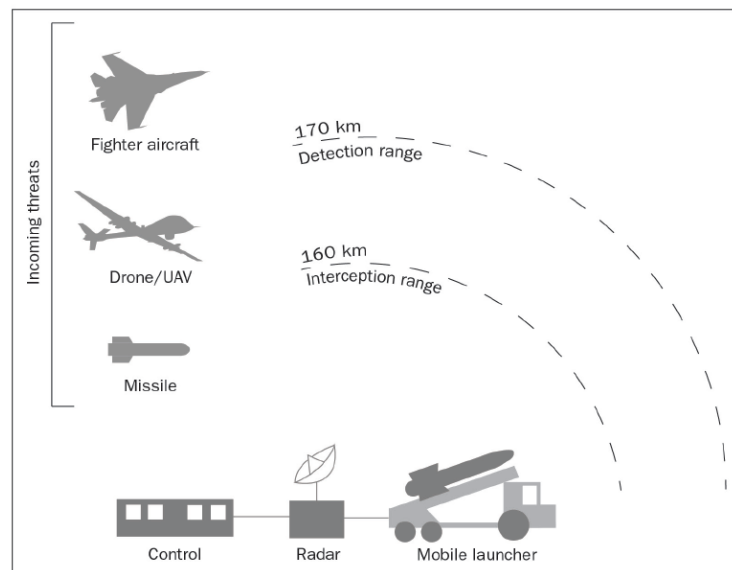 Incoming threats
Fighter aircraft
170 km
Detection range
Drone/UAV
160 km
Interception range
Missile
Control
Radar
Mobile launcher